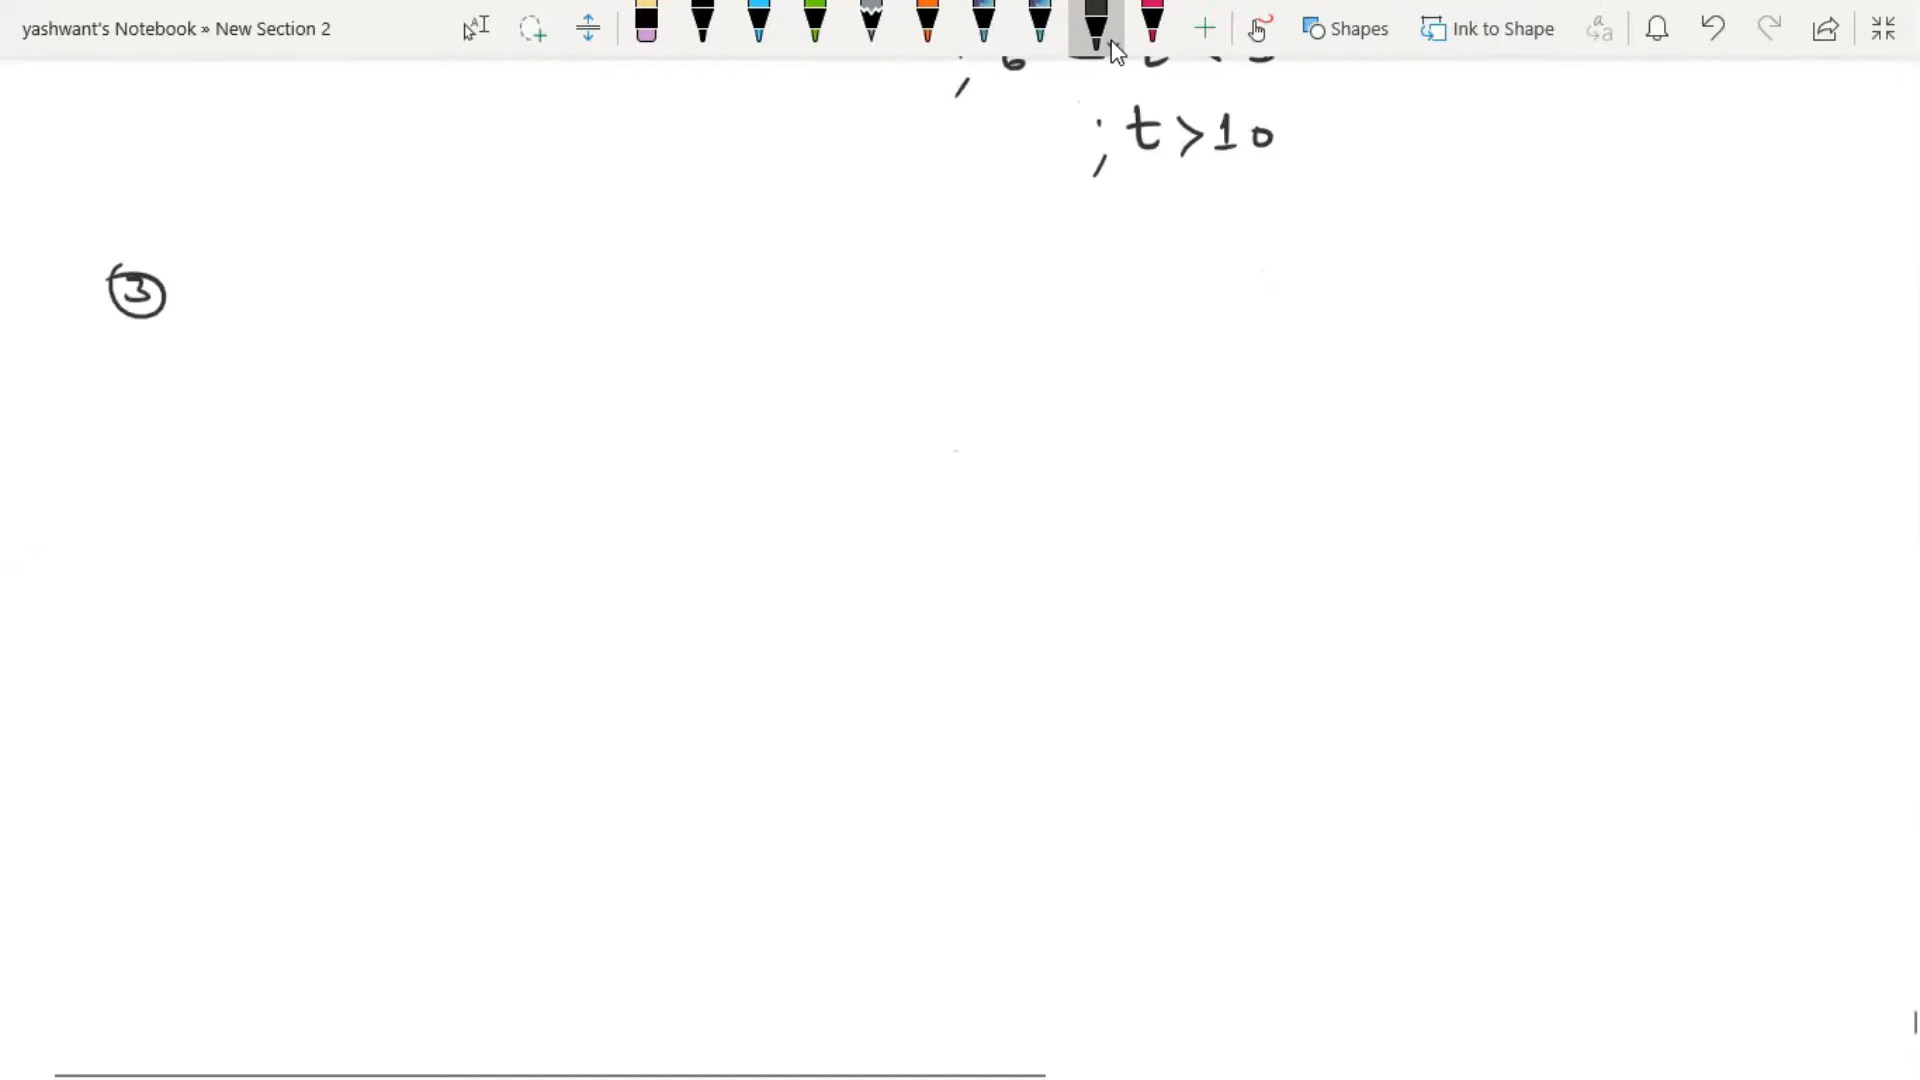 yashwant's Notebook » New Section 2
Shapes
Ink to Shape
; t > 10
③